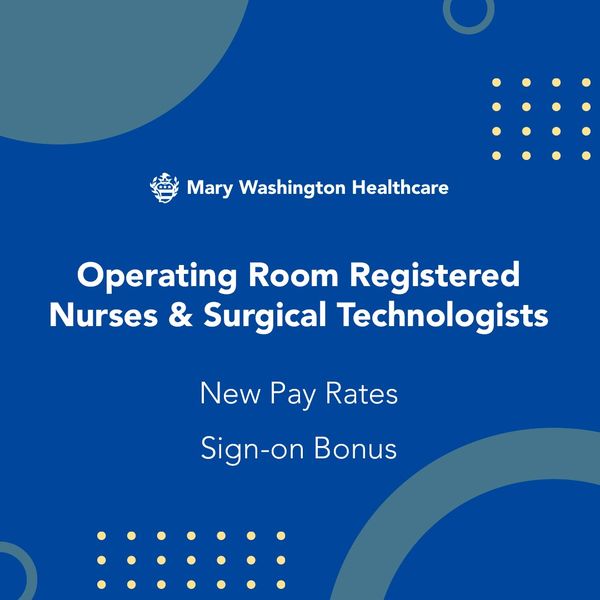 Mary Washington Healthcare
Operating Room Registered
Nurses & Surgical Technologists
New Pay Rates
Sign-on Bonus